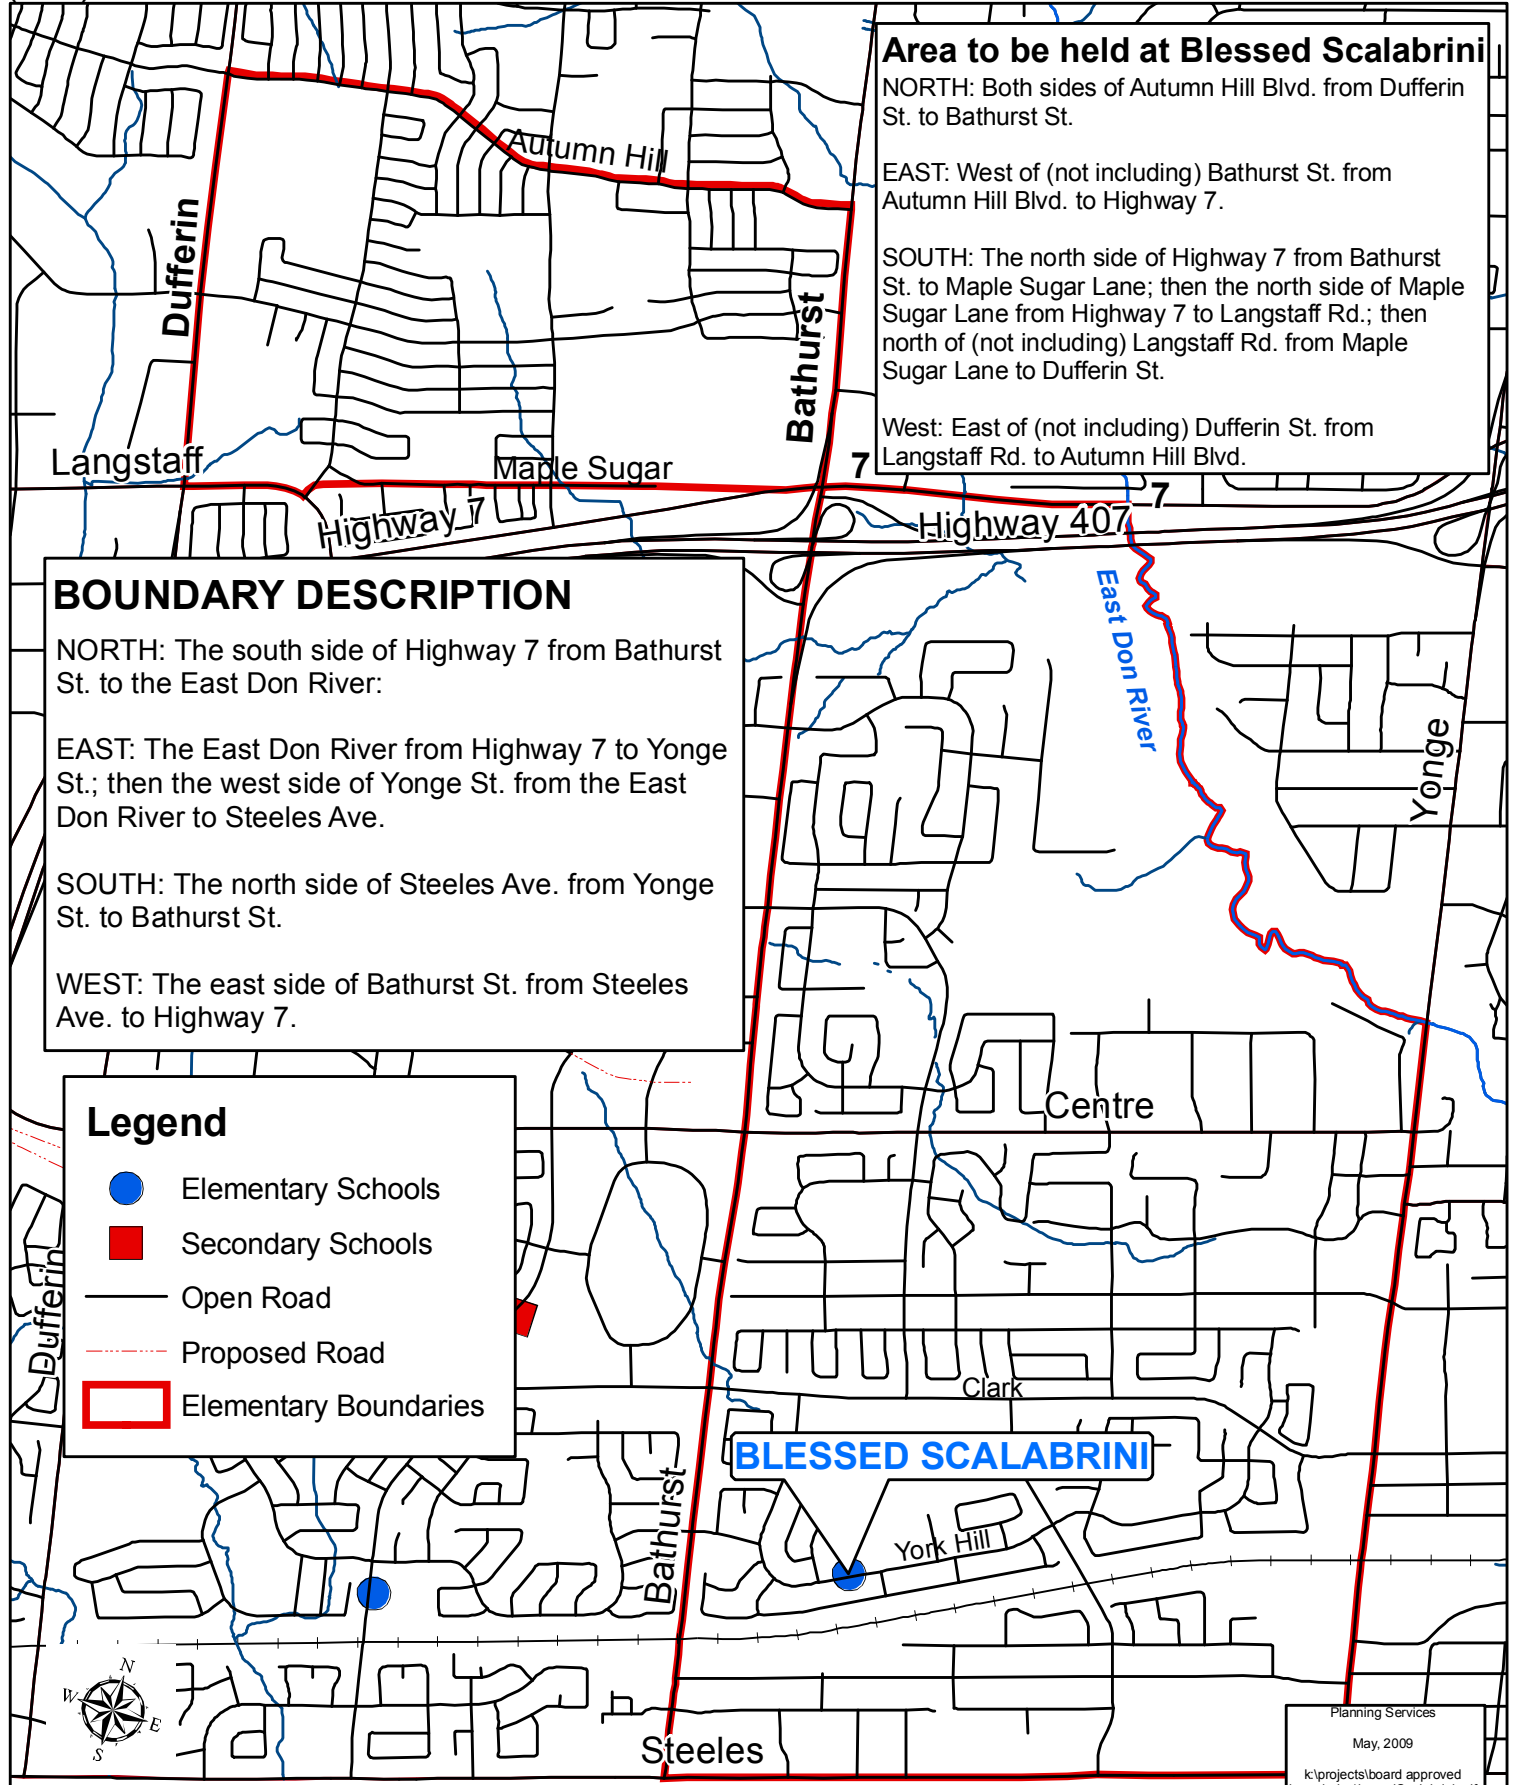 Area to be held at Blessed Scalabrini
NORTH: Both sides of Autumn Hill Blvd. from Dufferin
St. to Bathurst St.
EAST: West of (not including) Bathurst St. from
Autumn Hill Blvd. to Highway 7.
SOUTH: The north side of Highway 7 from Bathurst
St. to Maple Sugar Lane; then the north side of Maple
Sugar Lane from Highway 7 to Langstaff Rd.; then
north of (not including) Langstaff Rd. from Maple
Sugar Lane to Dufferin St.
West: East of (not including) Dufferin St. from
Langstaff Rd. to Autumn Hill Blvd.
Autumn Hill
Dufferin
Bathurst
Langstaff
Maple Sugar
7
7
Highway 7
Highway 407
East Don River
Yonge
BOUNDARY DESCRIPTION
NORTH: The south side of Highway 7 from Bathurst
St. to the East Don River:
EAST: The East Don River from Highway 7 to Yonge
St.; then the west side of Yonge St. from the East
Don River to Steeles Ave.
SOUTH: The north side of Steeles Ave. from Yonge
St. to Bathurst St.
WEST: The east side of Bathurst St. from Steeles
Ave. to Highway 7.
Centre
Legend
Elementary Schools
Secondary Schools
Open Road
Proposed Road
Elementary Boundaries
Dufferin
Clark
BLESSED SCALABRINI
Bathurst
York Hill
N
W
E
S
Steeles
Planning Services
May, 2009
k:\projects\board approved